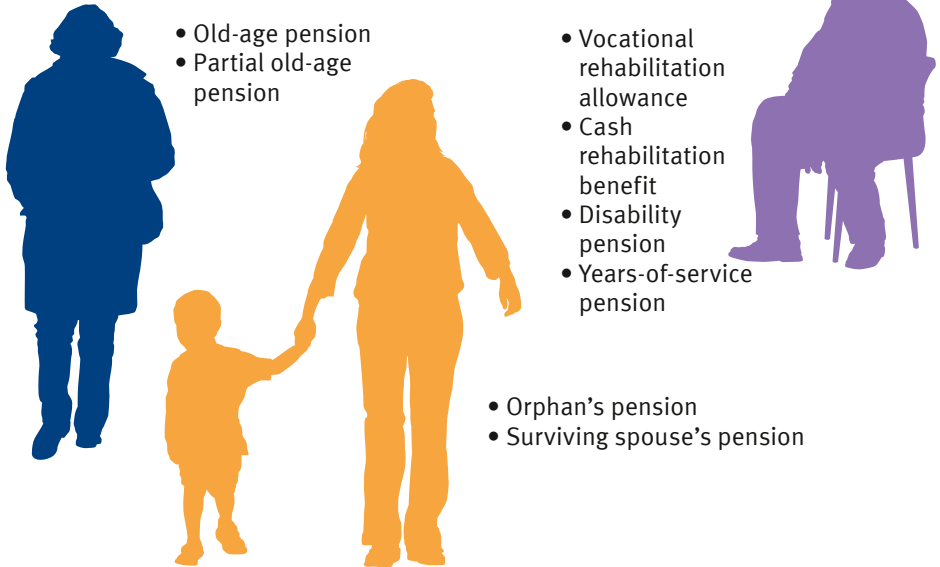 • Old-age pension
• Partial old-age
pension
• Vocational
rehabilitation
allowance
• Cash
rehabilitation
benefit
• Disability
pension
• Years-of-service
pension
• Orphan’s pension
• Surviving spouse’s pension